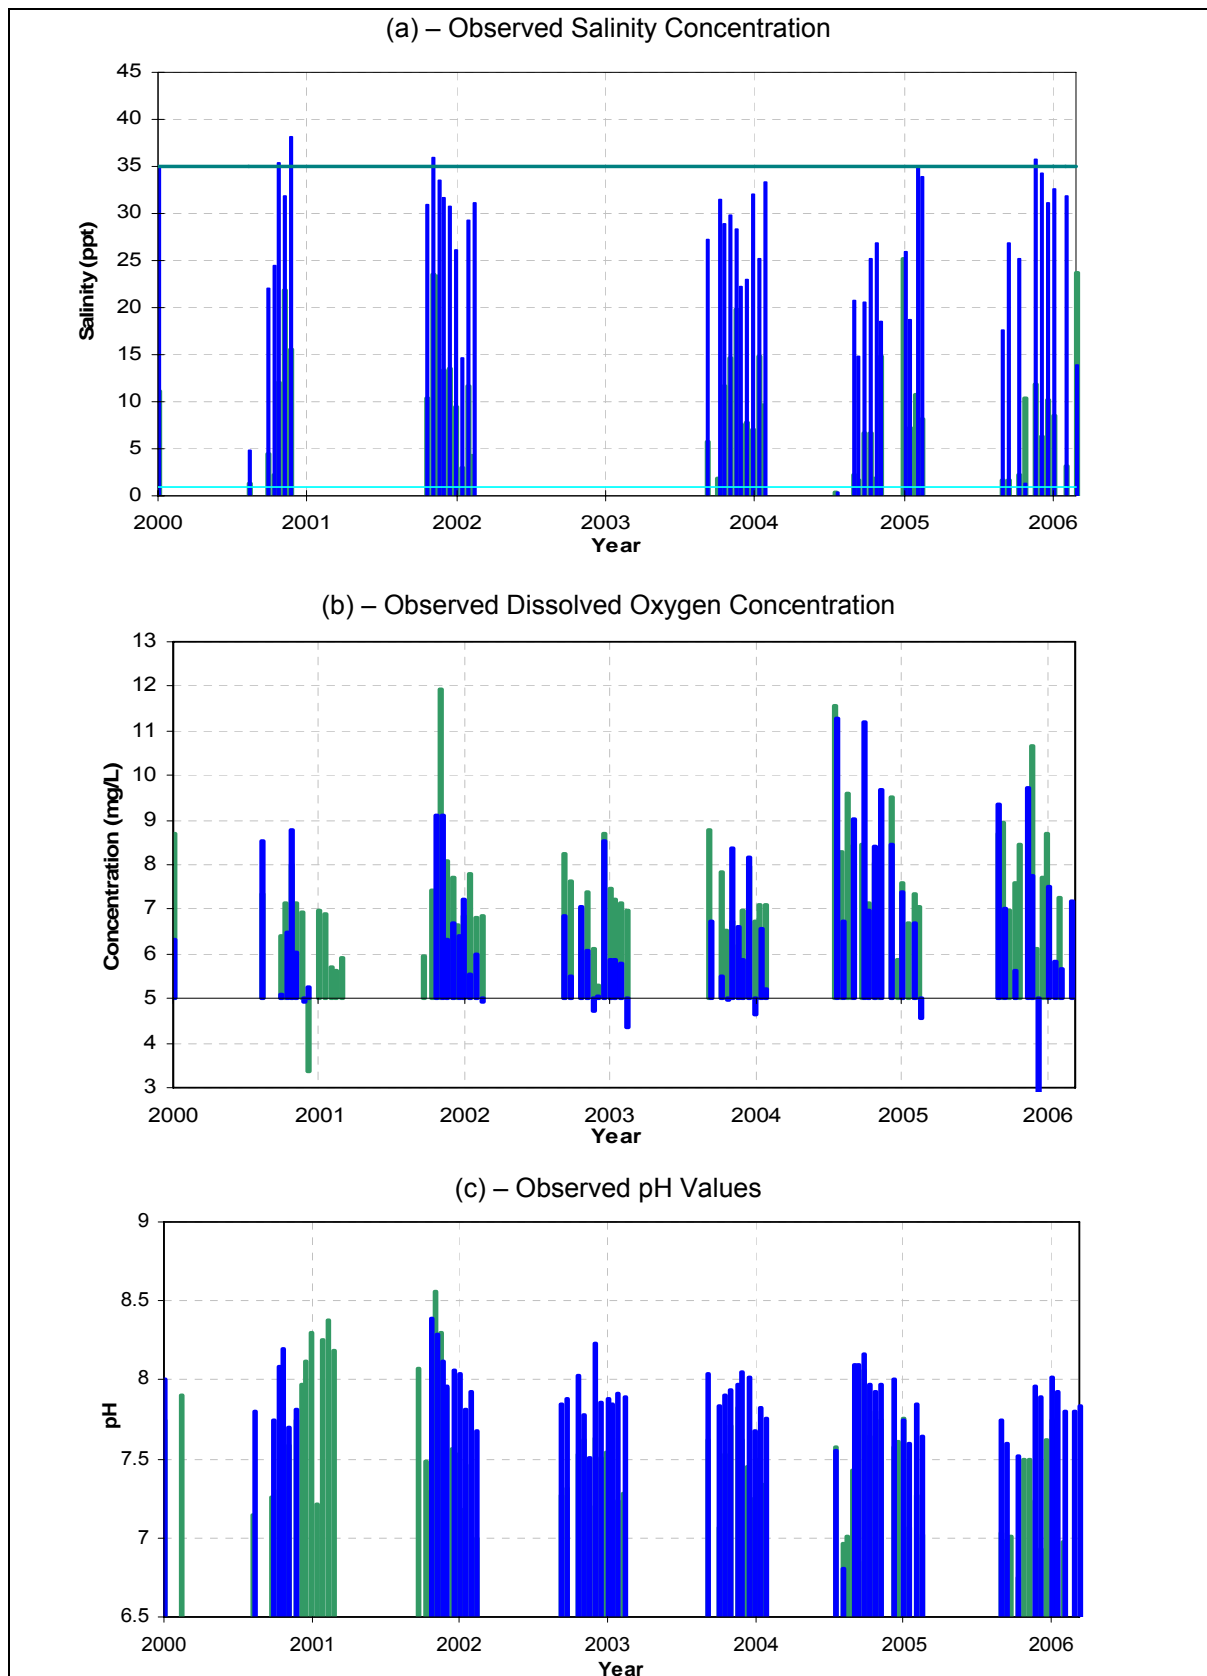 (a) – Observed Salinity Concentration
45
40
35
30
25
20
15
10
5
0
Salinity (ppt)
2000 2001 2002 2003 2004 2005 2006
Year
(b) – Observed Dissolved Oxygen Concentration
13
12
11
10
9
8
7
6
5
4
3
Concentration (mg/L)
2000 2001 2002 2003 2004 2005 2006
Year
(c) – Observed pH Values
9
8.5
8
7.5
7
6.5
pH
2000 2001 2002 2003 2004 2005 2006
Year